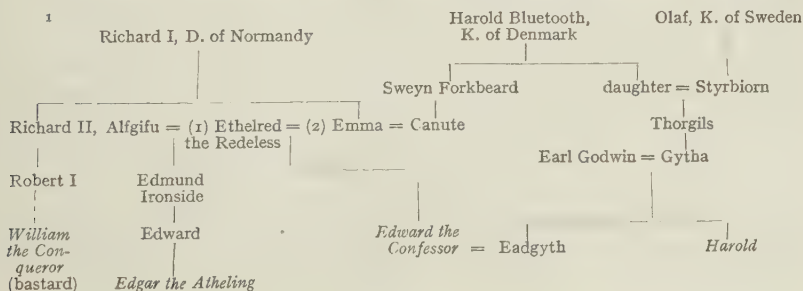 1
Harold Bluetooth, Olaf, K. of Sweden
Richard I, D. of Normandy K. of Denmark
Sweyn Forkbeard daughter = Styrbiorn
Richard II, Alfgifu = (1) Ethelred = (2) Emma = Canute Thorgils
the Redeless
Earl Godwin = Gytha
Robert I Edmund
Ironside
William Edward Edward the
the Con- Confessor = Eadgyth Harold
queror
(bastard) Edgar the Atheling